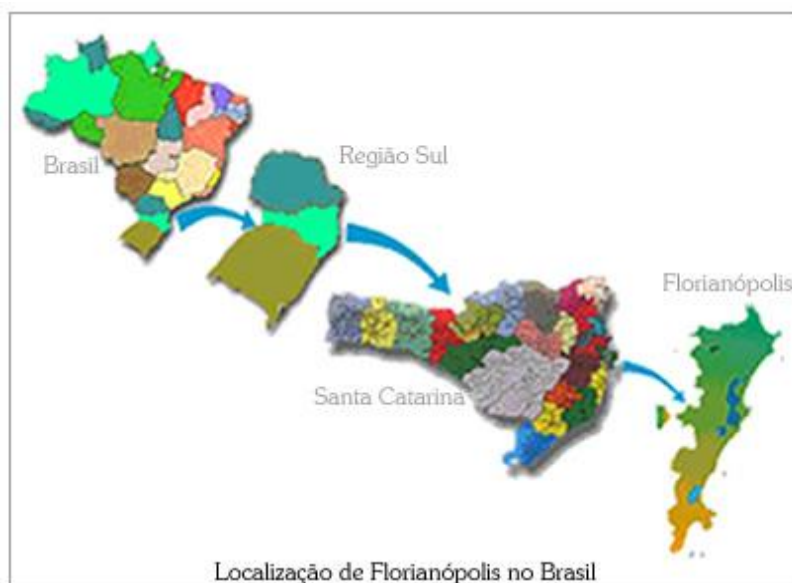 Brasil
Região Sul
Florianópolis
Santa Catarina
Localização de Florianópolis no Brasil